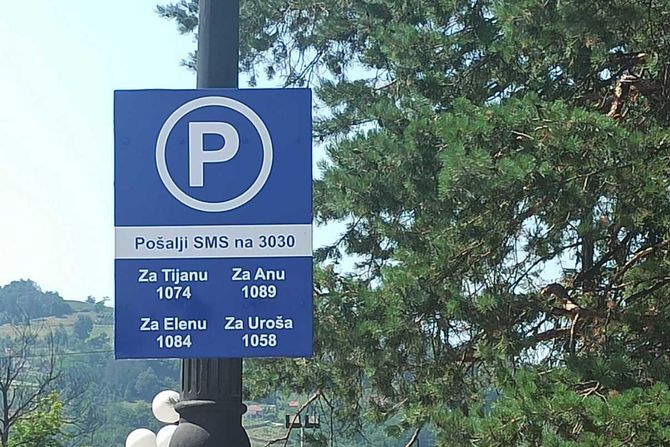 P
Pošalji SMS na 3030
Za Tijanu Za Anu
1074 1089
Za Elenu Za Uroša
1084 1058